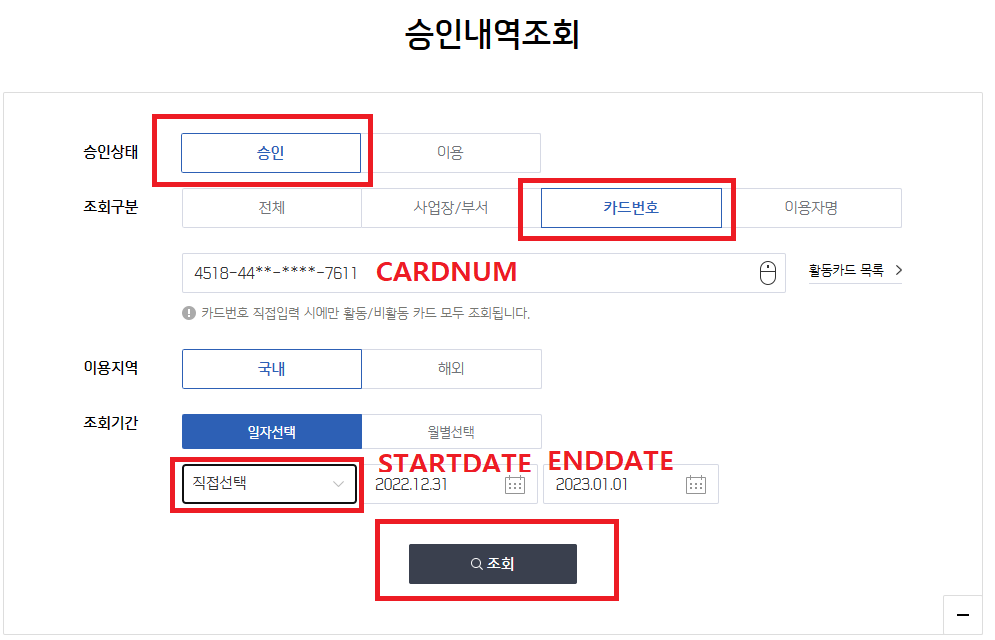 승인내역조회
승인상태 승인 이용
조회구분 전체 사업장/부서 카드번호 이용자명
4518-44**-****-7611 CARDNUM 활동카드 목록 >
! 카드번호 직접입력 시에만 활동/비활동 카드 모두 조회됩니다.
이용지역 국내 해외
조회기간 일자선택 월별선택
STARTDATE ENDDATE
직접선택 2022.12.31 2023.01.01
조회